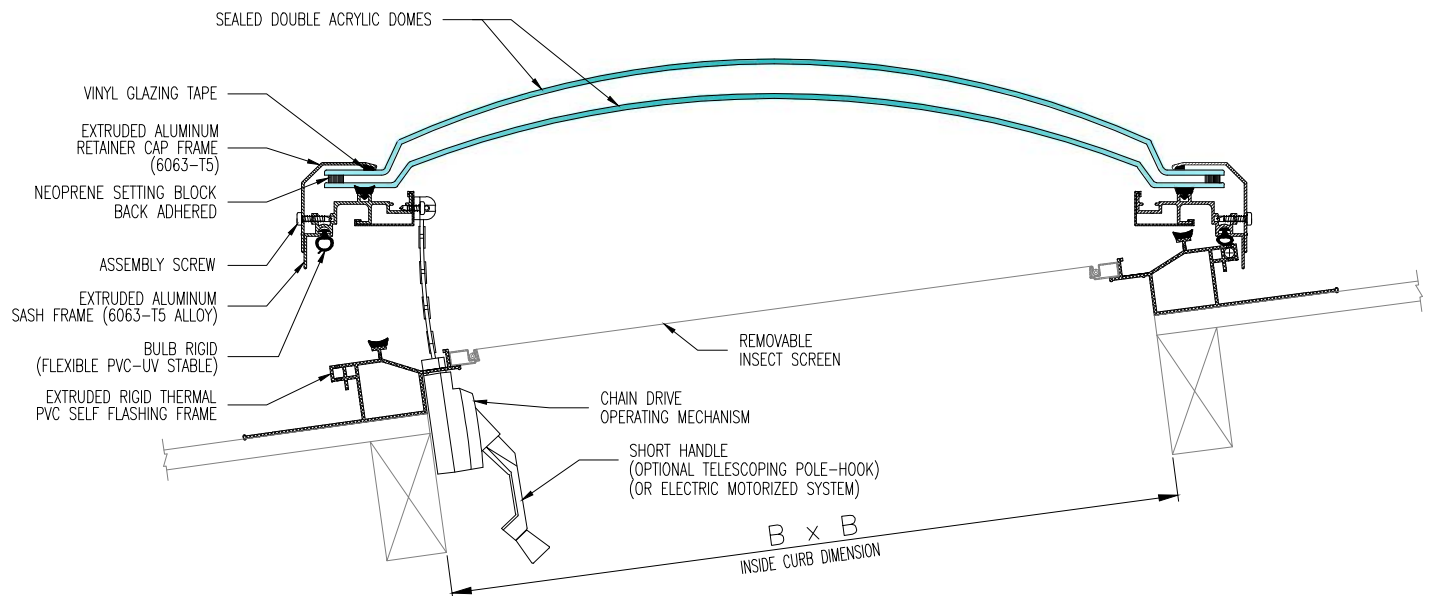 SEALED DOUBLE ACRYLIC DOMES
VINYL GLAZING TAPE
EXTRUDED ALUMINUM
RETAINER CAP FRAME
(6063-T5)
NEOPRENE SETTING BLOCK
BACK ADHERED
ASSEMBLY SCREW
EXTRUDED ALUMINUM
SASH FRAME (6063-T5 ALLOY)
BULB RIGID
(FLEXIBLE PVC-UV STABLE)
EXTRUDED RIGID THERMAL
PVC SELF FLASHING FRAME
REMOVABLE
INSECT SCREEN
CHAIN DRIVE
OPERATING MECHANISM
SHORT HANDLE
(OPTIONAL TELESCOPING POLE-HOOK)
(OR ELECTRIC MOTORIZED SYSTEM)
B x B
INSIDE CURB DIMENSION